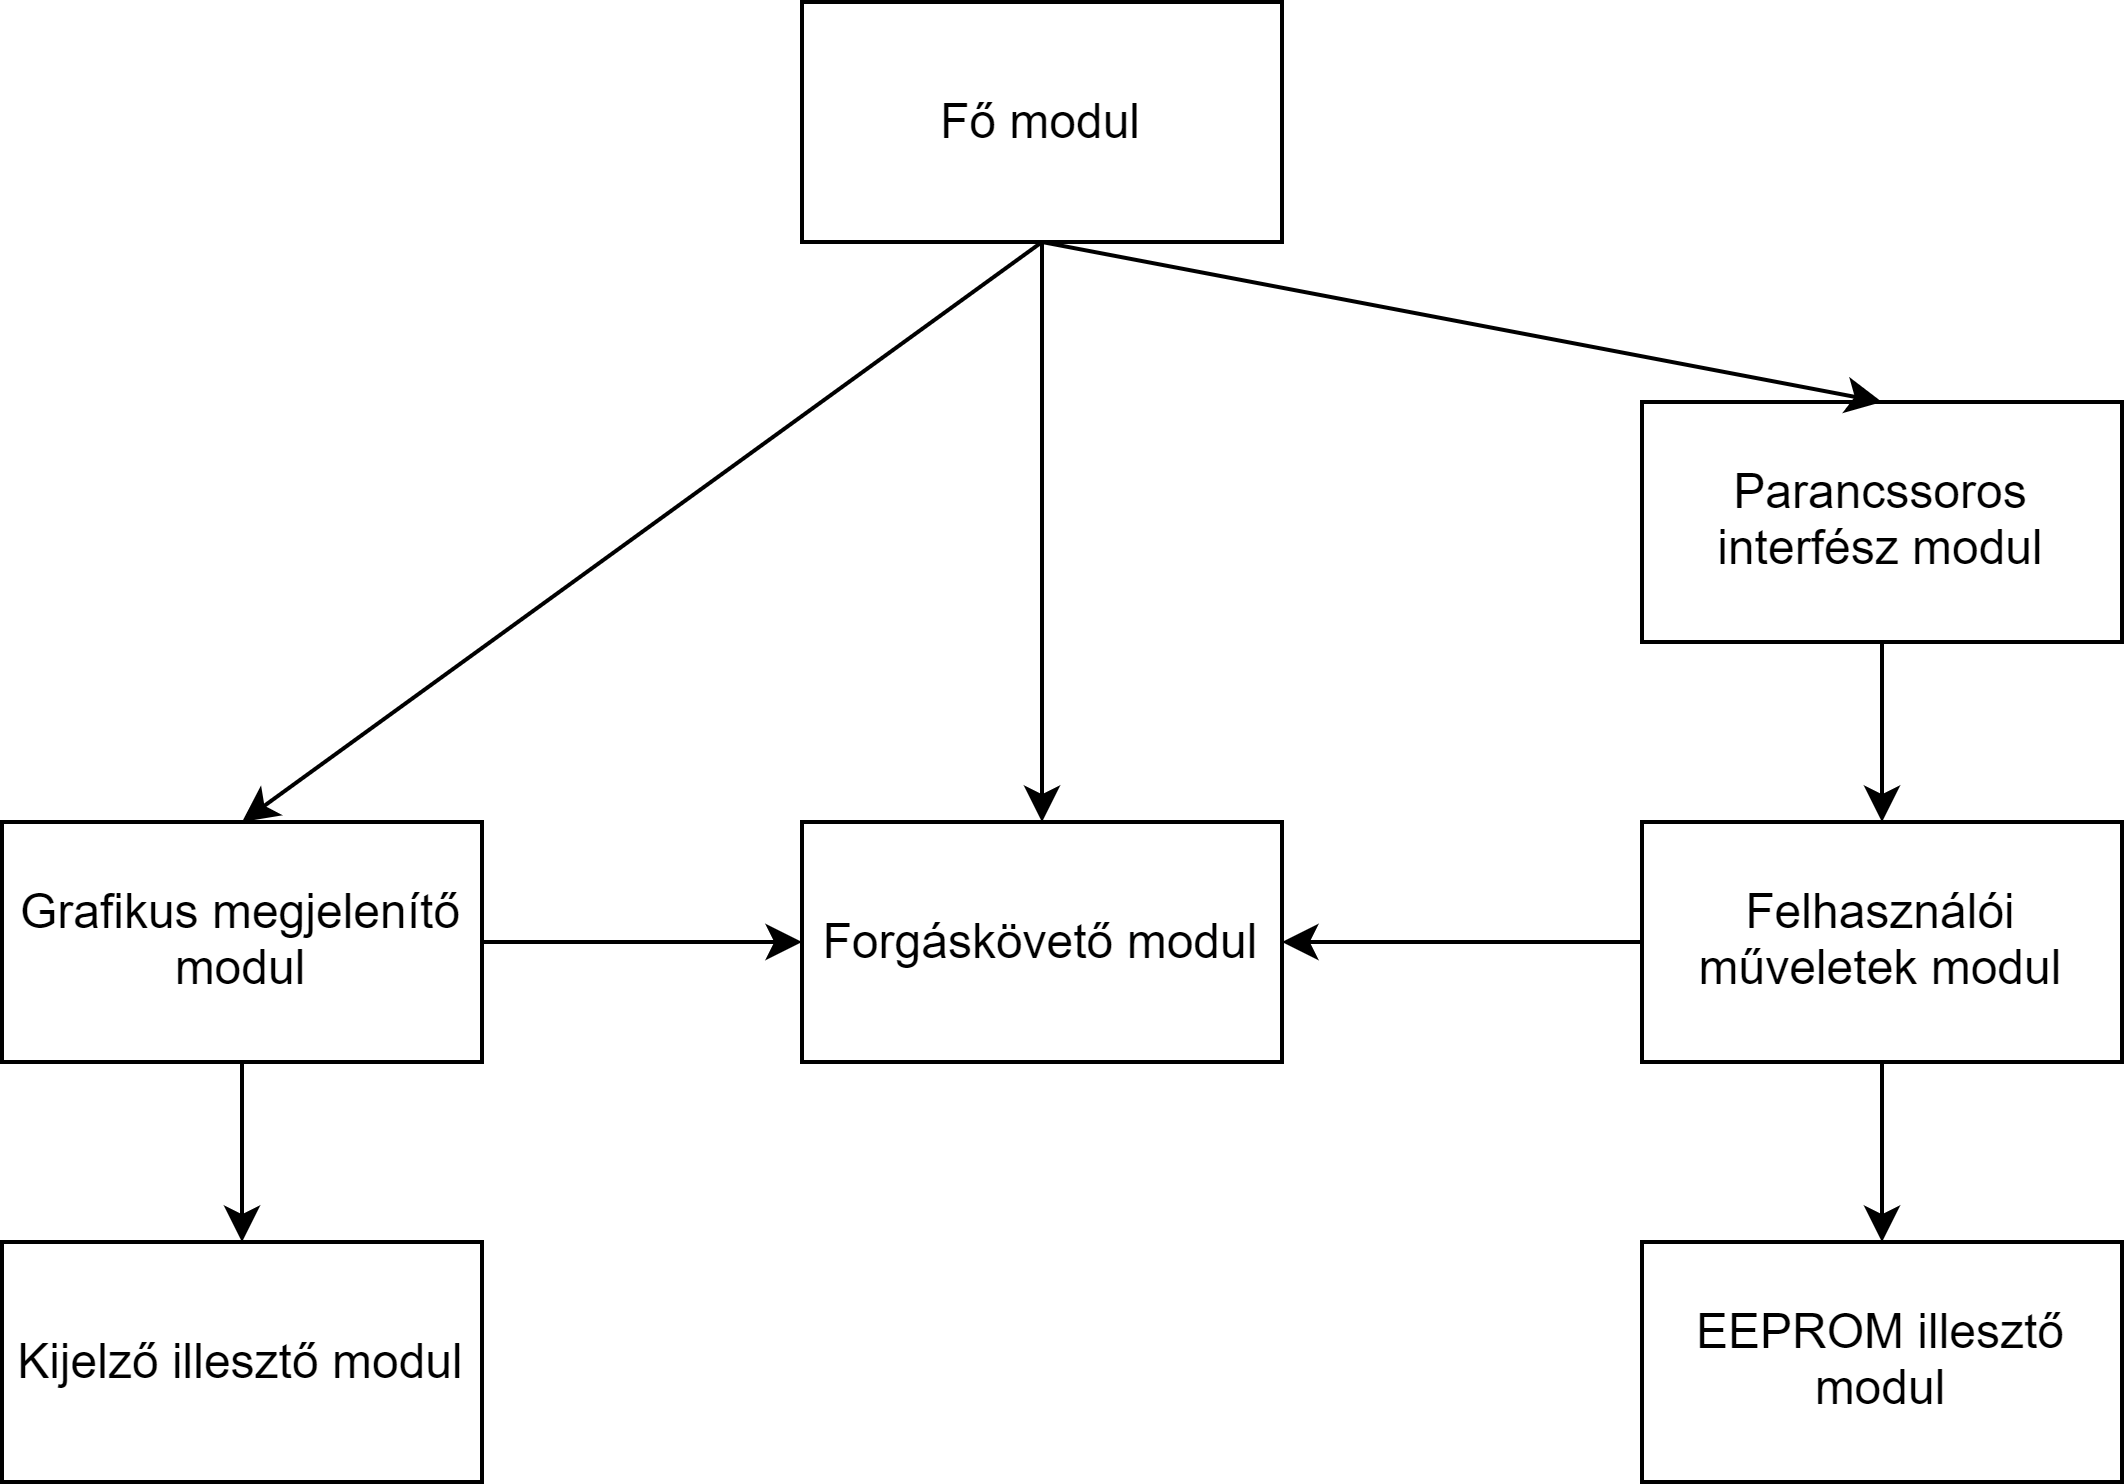 Fő modul
Parancssoros
interfész modul
Grafikus megjelenítő
modul
Forgáskövető modul
Felhasználói
műveletek modul
Kijelző illesztő modul
EEPROM illesztő
modul